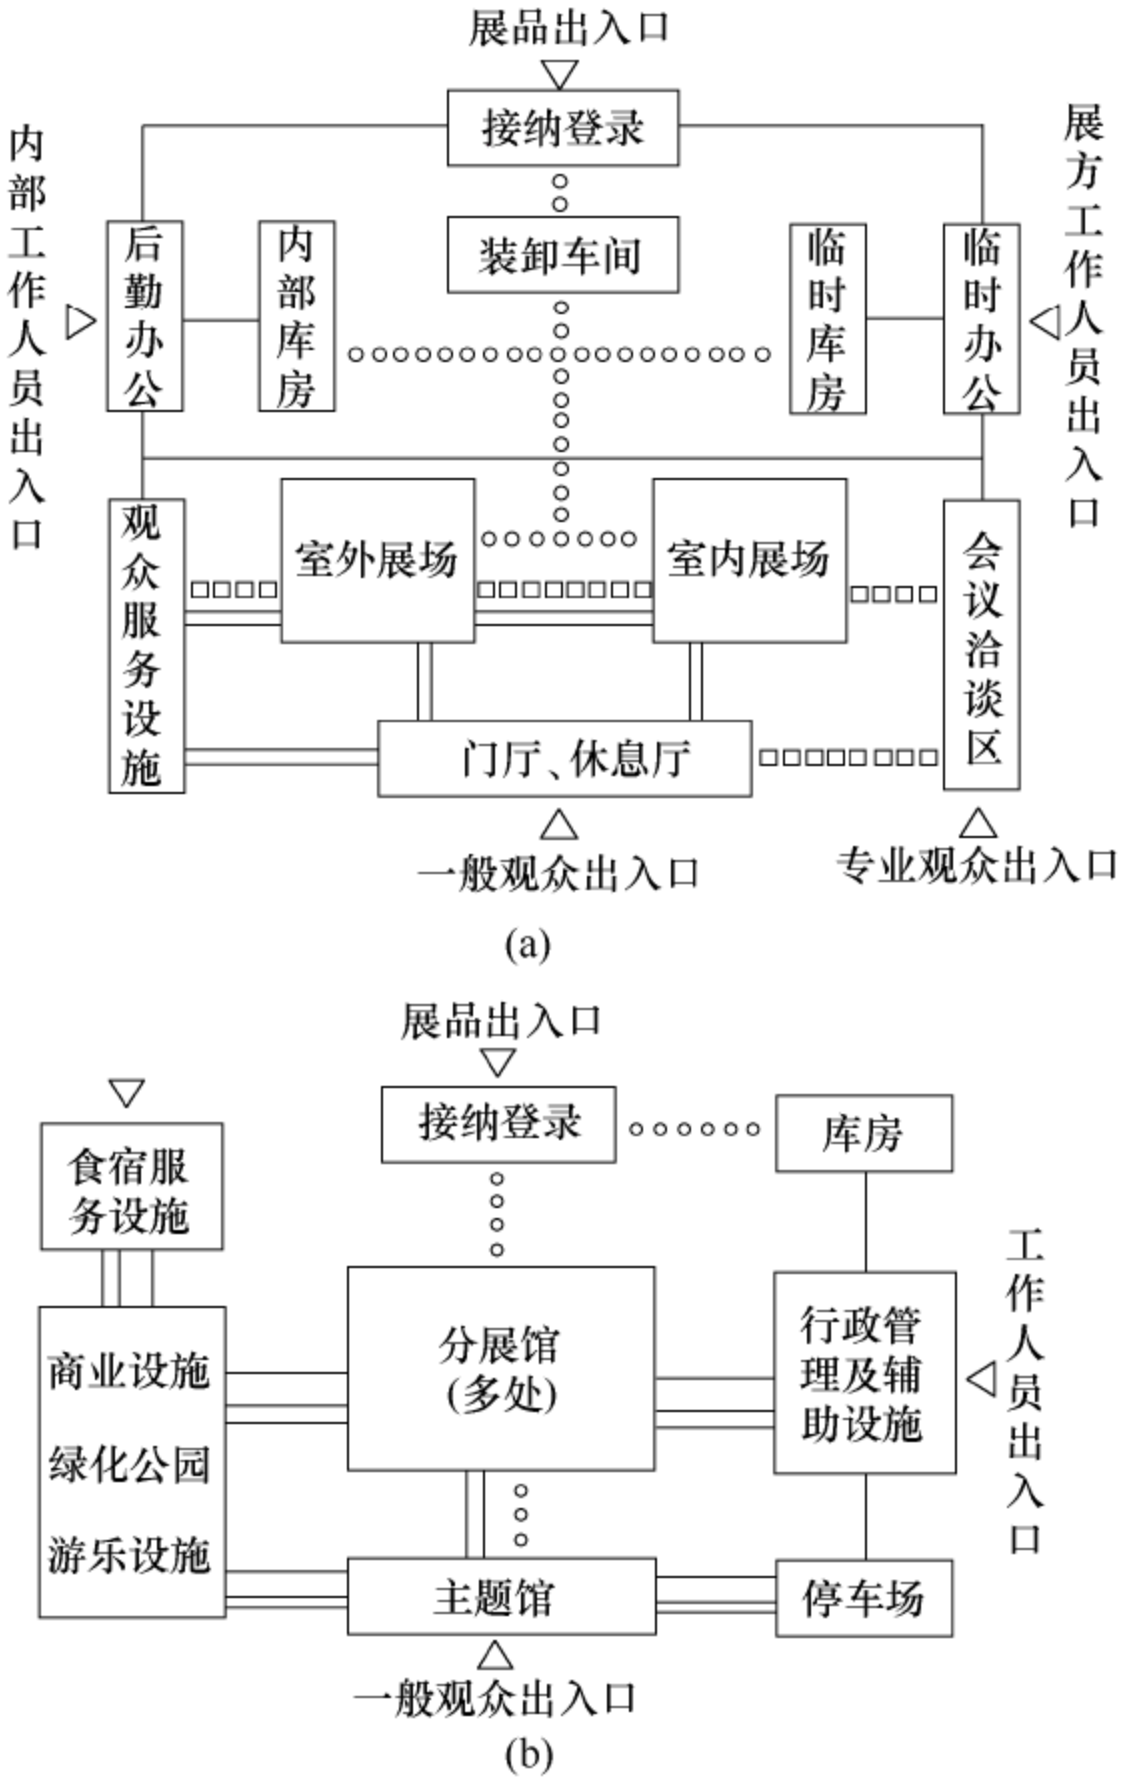 展品出入口
接纳登录
内部工作人员出入口
展方工作人员出入口
后勤办公
内部库房
装卸车间
临时库房
临时办公
观众服务设施
室外展场
室内展场
会议洽谈区
门厅、休息厅
一般观众出入口
专业观众出入口
(a)
展品出入口
接纳登录
库房
食宿服
务设施
工作人员出入口
分展馆
(多处)
行政管
理及辅
助设施
商业设施
绿化公园
游乐设施
主题馆
停车场
一般观众出入口
(b)